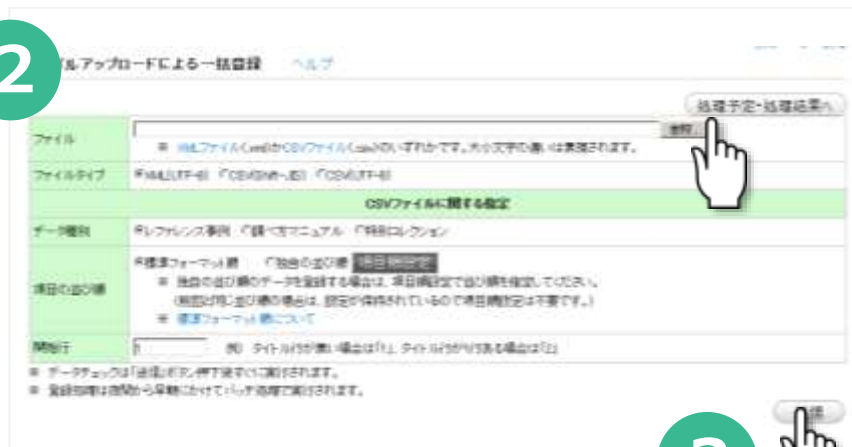 2
ルアップロードによる一括登録 ヘルプ
処理予定・処理結果へ
ファイル
参照...
※ XMLファイル(.xml)かCSVファイル(.csv)のいずれかです。大小文字の違いは無視されます。
ファイルタイプ
XML(UTF-8) CSV(Shift-JIS) CSV(UTF-8)
CSVファイルに関する指定
データ種別
レファレンス事例 調べ方マニュアル 特別コレクション
項目の並び順
標準フォーマット順 独自の並び順 項目順設定
※ 独自の並び順のデータを登録する場合は、項目順設定で並び順を指定してください。
(前回と同じ並び順の場合は、設定が保持されているので項目順設定は不要です。)
※ 標準フォーマット順について
開始行
1 例) タイトル行が無い場合は「1」、タイトル行が1行ある場合は「2」
※ データチェックは「送信」ボタン押下後すぐに実行されます。
※ 登録処理は夜間から早朝にかけてバッチ処理で実行されます。
信